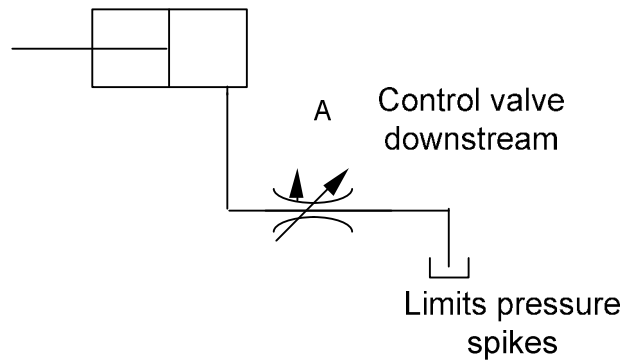 A
Control valve
downstream
Limits pressure
spikes